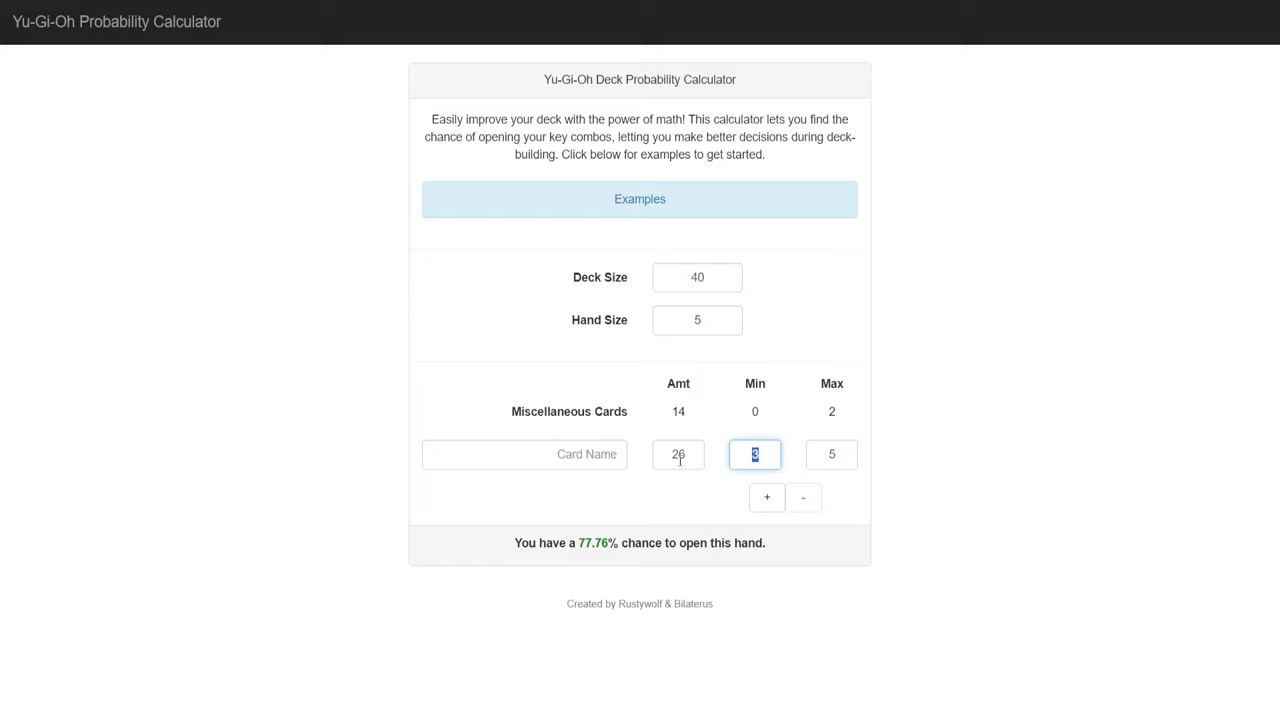 Yu-Gi-Oh Probability Calculator
Yu-Gi-Oh Deck Probability Calculator
Easily improve your deck with the power of math! This calculator lets you find the
chance of opening your key combos, letting you make better decisions during deck-
building. Click below for examples to get started.
Examples
Deck Size 40
Hand Size 5
Amt Min Max
Miscellaneous Cards 14 0 2
Card Name 26 3 5
+ -
You have a 77.76% chance to open this hand.
Created by Rustywolf & Bilaterus